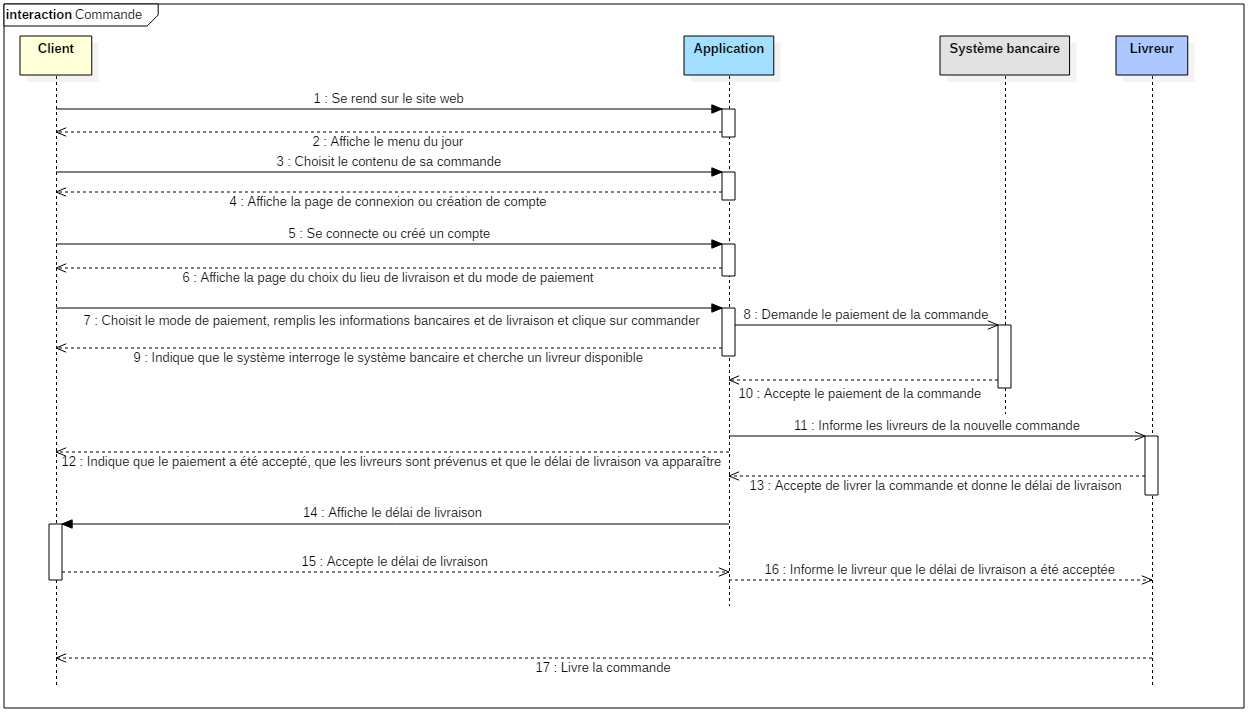 interaction Commande
Client
Application
Système bancaire
Livreur
1 : Se rend sur le site web
2 : Affiche le menu du jour
3 : Choisit le contenu de sa commande
4 : Affiche la page de connexion ou création de compte
5 : Se connecte ou créé un compte
6 : Affiche la page du choix du lieu de livraison et du mode de paiement
7 : Choisit le mode de paiement, remplis les informations bancaires et de livraison et clique sur commander
8 : Demande le paiement de la commande
9 : Indique que le système interroge le système bancaire et cherche un livreur disponible
10 : Accepte le paiement de la commande
11 : Informe les livreurs de la nouvelle commande
12 : Indique que le paiement a été accepté, que les livreurs sont prévenus et que le délai de livraison va apparaître
13 : Accepte de livrer la commande et donne le délai de livraison
14 : Affiche le délai de livraison
15 : Accepte le délai de livraison
16 : Informe le livreur que le délai de livraison a été acceptée
17 : Livre la commande